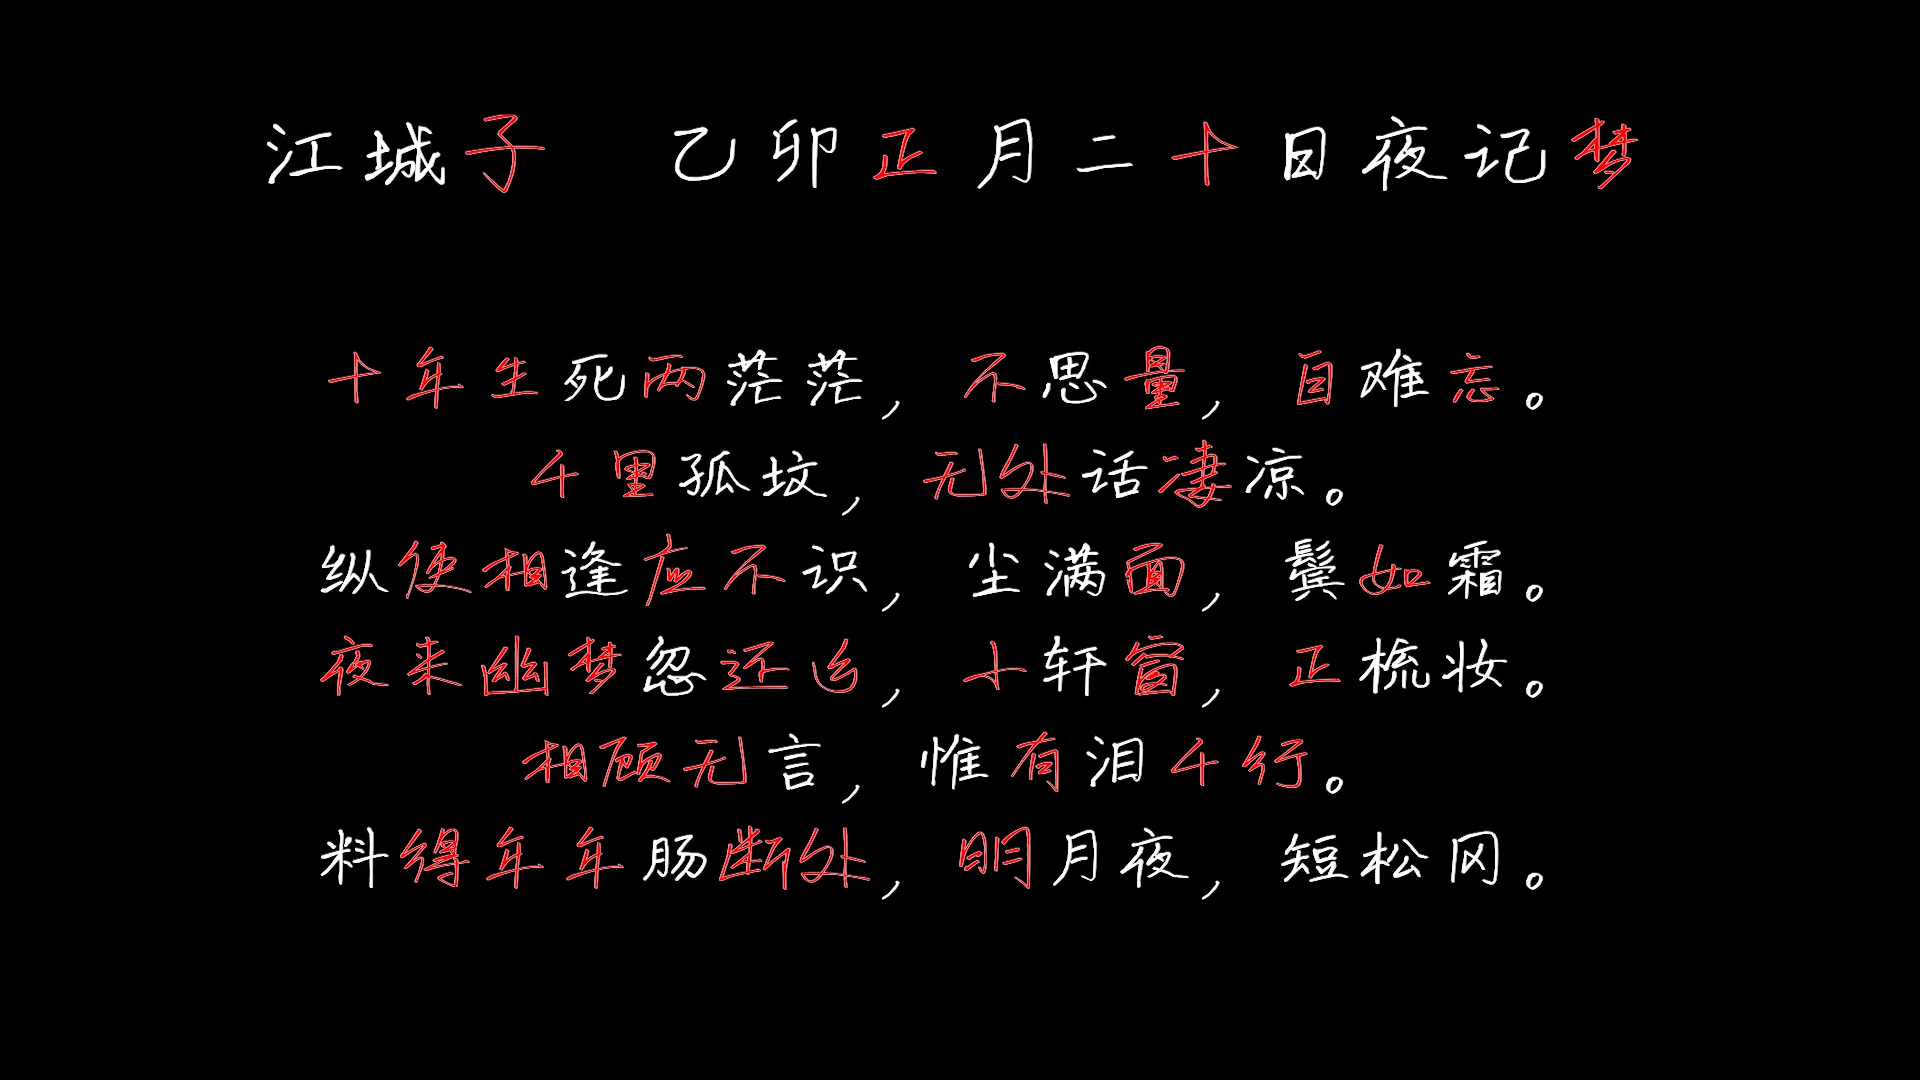 江城子 乙卯正月二十日夜记梦
十年生死两茫茫，不思量，自难忘。
千里孤坟，无处话凄凉。
纵使相逢应不识，尘满面，鬓如霜。
夜来幽梦忽还乡，小轩窗，正梳妆。
相顾无言，惟有泪千行。
料得年年肠断处，明月夜，短松冈。